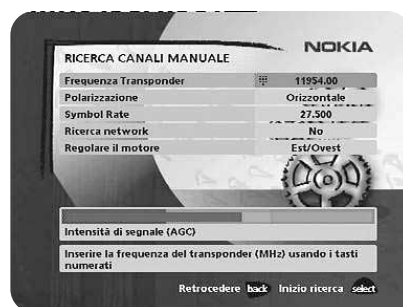 NOKIA
RICERCA CANALI MANUALE
Frequenza Transponder 11954.00
Polarizzazione Orizzontale
Symbol Rate 27.500
Ricerca network No
Regolare il motore Est/Ovest
Intensità di segnale (AGC)
Inserire la frequenza del transponder (MHz) usando i tasti
numerati
Retrocedere back Inizio ricerca select